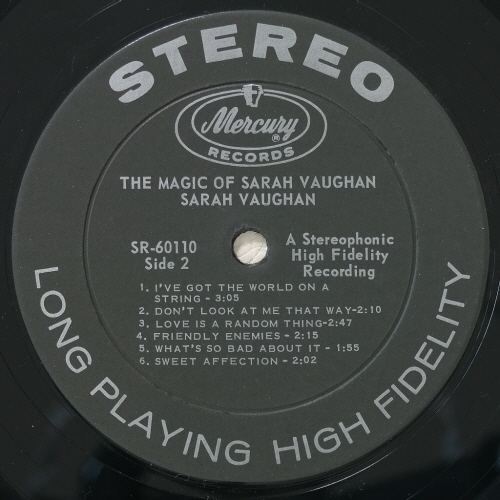 STEREO
Mercury
®
RECORDS
THE MAGIC OF SARAH VAUGHAN
SARAH VAUGHAN
SR-60110
Side 2
A Stereophonic
High Fidelity
Recording
1. I'VE GOT THE WORLD ON A
STRING - 3:05
2. DON'T LOOK AT ME THAT WAY-2:10
3. LOVE IS A RANDOM THING-2:47
4. FRIENDLY ENEMIES - 2:15
5. WHAT'S SO BAD ABOUT IT - 1:55
6. SWEET AFFECTION - 2:02
LONG PLAYING HIGH FIDELITY